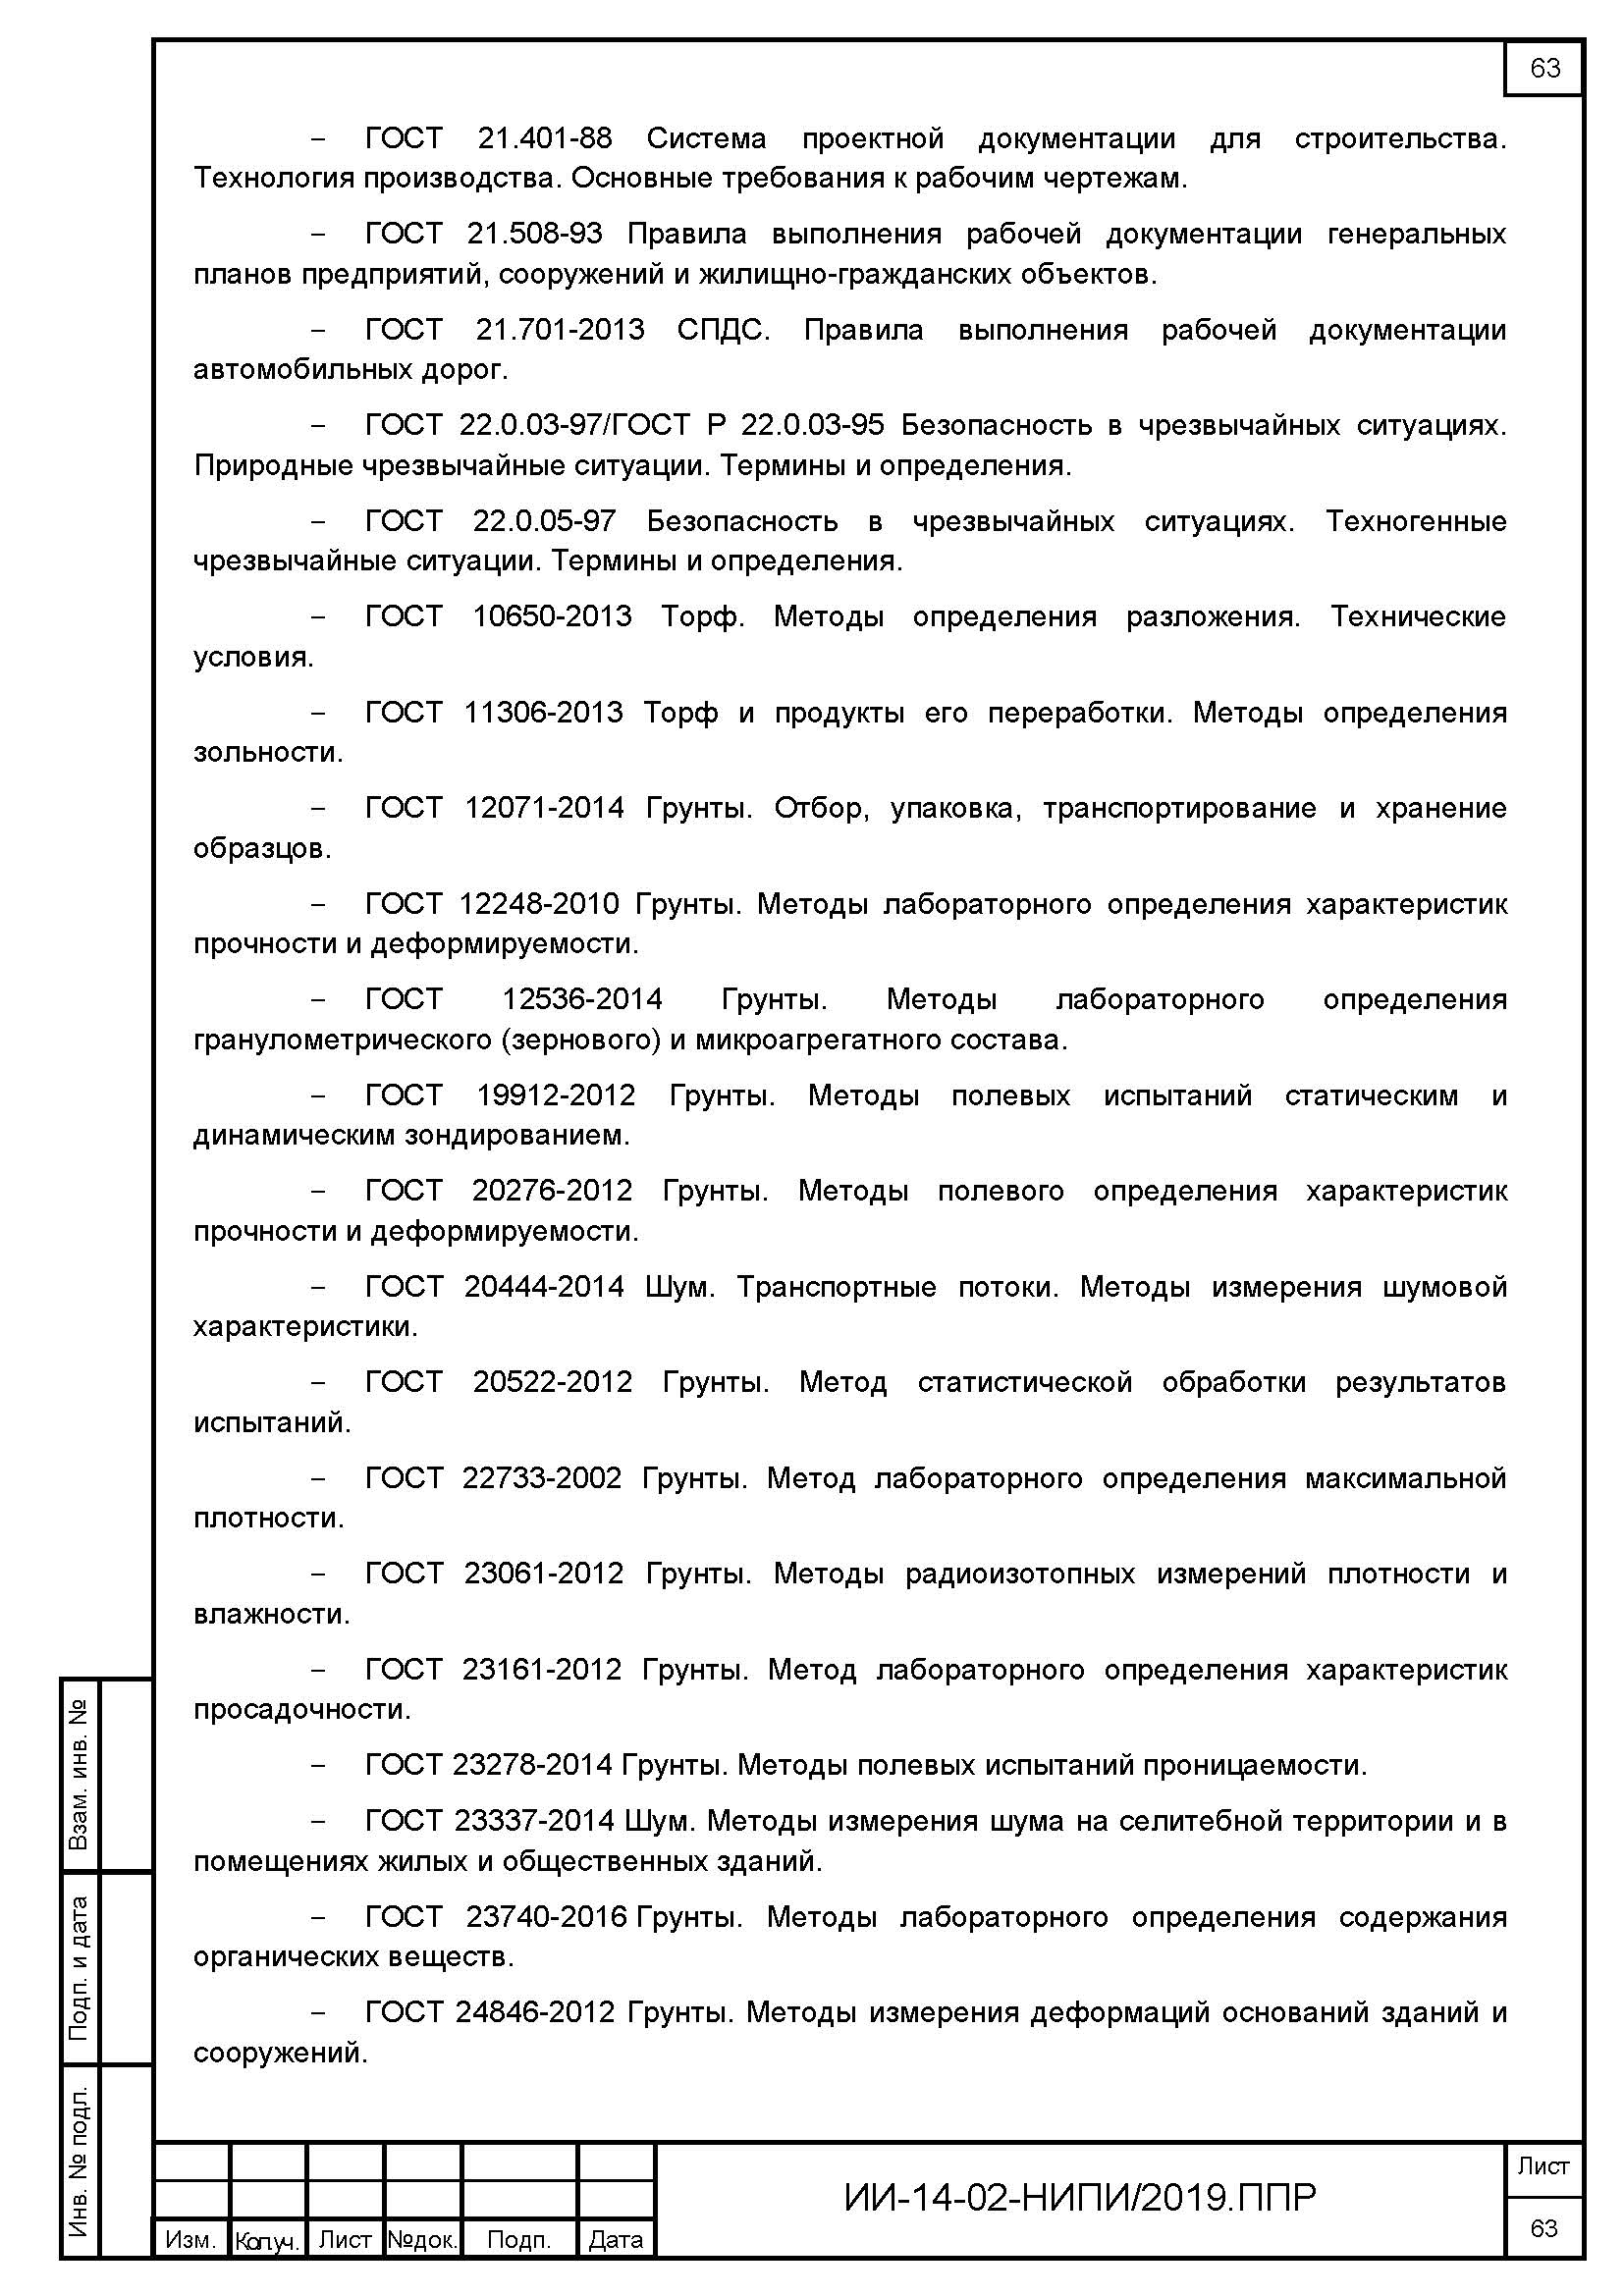 63
– ГОСТ 21.401-88 Система проектной документации для строительства.
Технология производства. Основные требования к рабочим чертежам.
– ГОСТ 21.508-93 Правила выполнения рабочей документации генеральных
планов предприятий, сооружений и жилищно-гражданских объектов.
– ГОСТ 21.701-2013 СПДС. Правила выполнения рабочей документации
автомобильных дорог.
– ГОСТ 22.0.03-97/ГОСТ Р 22.0.03-95 Безопасность в чрезвычайных ситуациях.
Природные чрезвычайные ситуации. Термины и определения.
– ГОСТ 22.0.05-97 Безопасность в чрезвычайных ситуациях. Техногенные
чрезвычайные ситуации. Термины и определения.
– ГОСТ 10650-2013 Торф. Методы определения разложения. Технические
условия.
– ГОСТ 11306-2013 Торф и продукты его переработки. Методы определения
зольности.
– ГОСТ 12071-2014 Грунты. Отбор, упаковка, транспортирование и хранение
образцов.
– ГОСТ 12248-2010 Грунты. Методы лабораторного определения характеристик
прочности и деформируемости.
– ГОСТ 12536-2014 Грунты. Методы лабораторного определения
гранулометрического (зернового) и микроагрегатного состава.
– ГОСТ 19912-2012 Грунты. Методы полевых испытаний статическим и
динамическим зондированием.
– ГОСТ 20276-2012 Грунты. Методы полевого определения характеристик
прочности и деформируемости.
– ГОСТ 20444-2014 Шум. Транспортные потоки. Методы измерения шумовой
характеристики.
– ГОСТ 20522-2012 Грунты. Метод статистической обработки результатов
испытаний.
– ГОСТ 22733-2002 Грунты. Метод лабораторного определения максимальной
плотности.
– ГОСТ 23061-2012 Грунты. Методы радиоизотопных измерений плотности и
влажности.
– ГОСТ 23161-2012 Грунты. Метод лабораторного определения характеристик
просадочности.
– ГОСТ 23278-2014 Грунты. Методы полевых испытаний проницаемости.
– ГОСТ 23337-2014 Шум. Методы измерения шума на селитебной территории и в
помещениях жилых и общественных зданий.
– ГОСТ 23740-2016 Грунты. Методы лабораторного определения содержания
органических веществ.
– ГОСТ 24846-2012 Грунты. Методы измерения деформаций оснований зданий и
сооружений.
Взам. инв. №
Подп. и дата
Инв. № подл.
Изм. Кол.уч. Лист №док. Подп. Дата
ИИ-14-02-НИПИ/2019.ППР
Лист
63